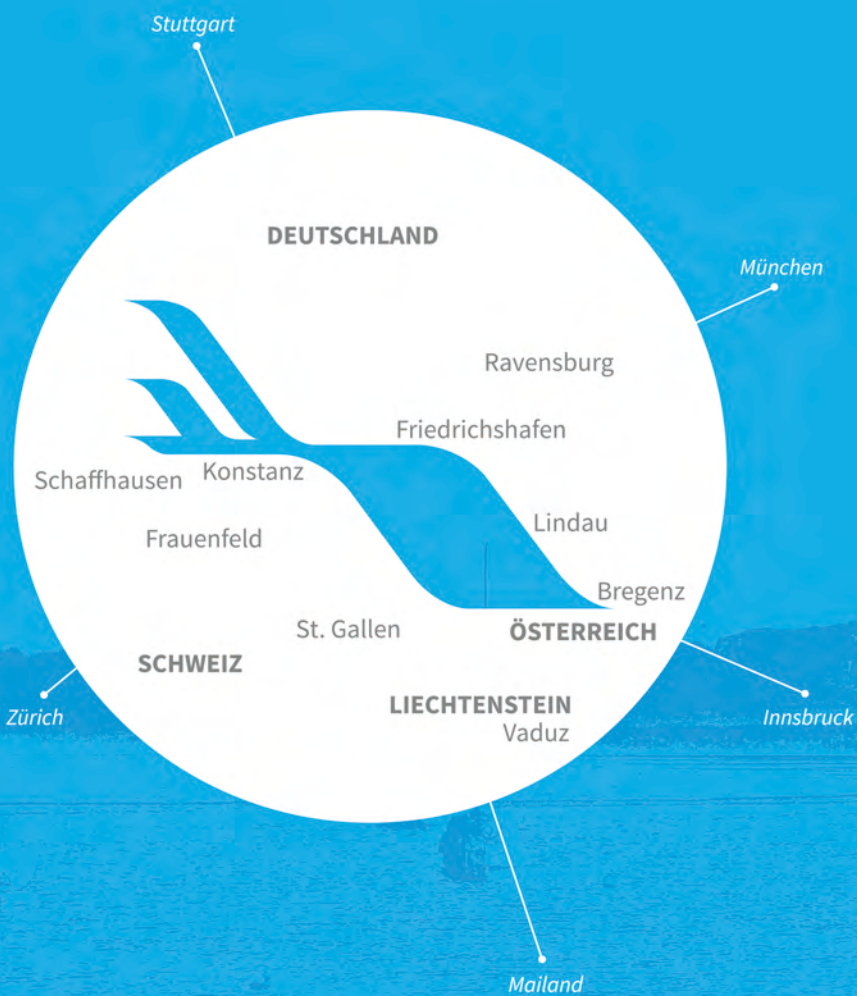 Stuttgart
DEUTSCHLAND
München
Ravensburg
Friedrichshafen
Schaffhausen
Konstanz
Lindau
Frauenfeld
Bregenz
St. Gallen
ÖSTERREICH
SCHWEIZ
LIECHTENSTEIN
Zürich
Innsbruck
Vaduz
Mailand